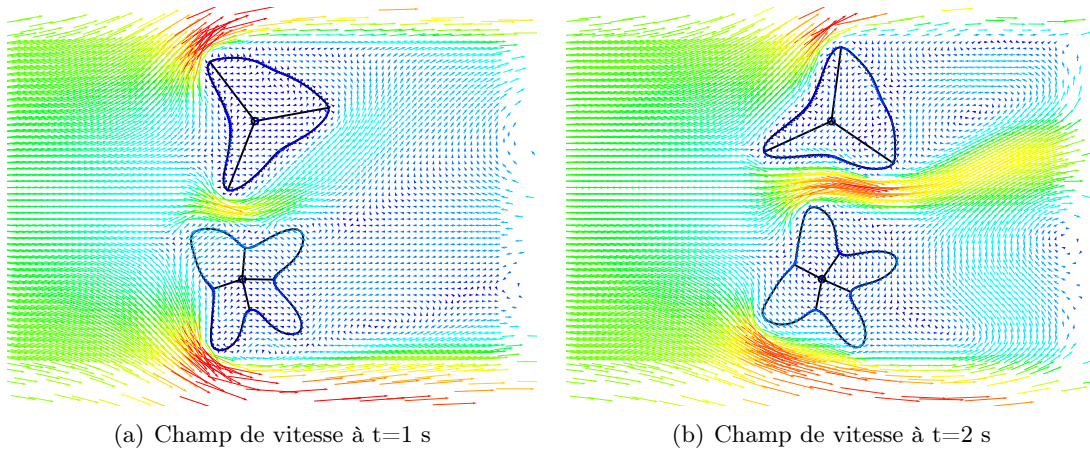 (a) Champ de vitesse à t=1 s
(b) Champ de vitesse à t=2 s